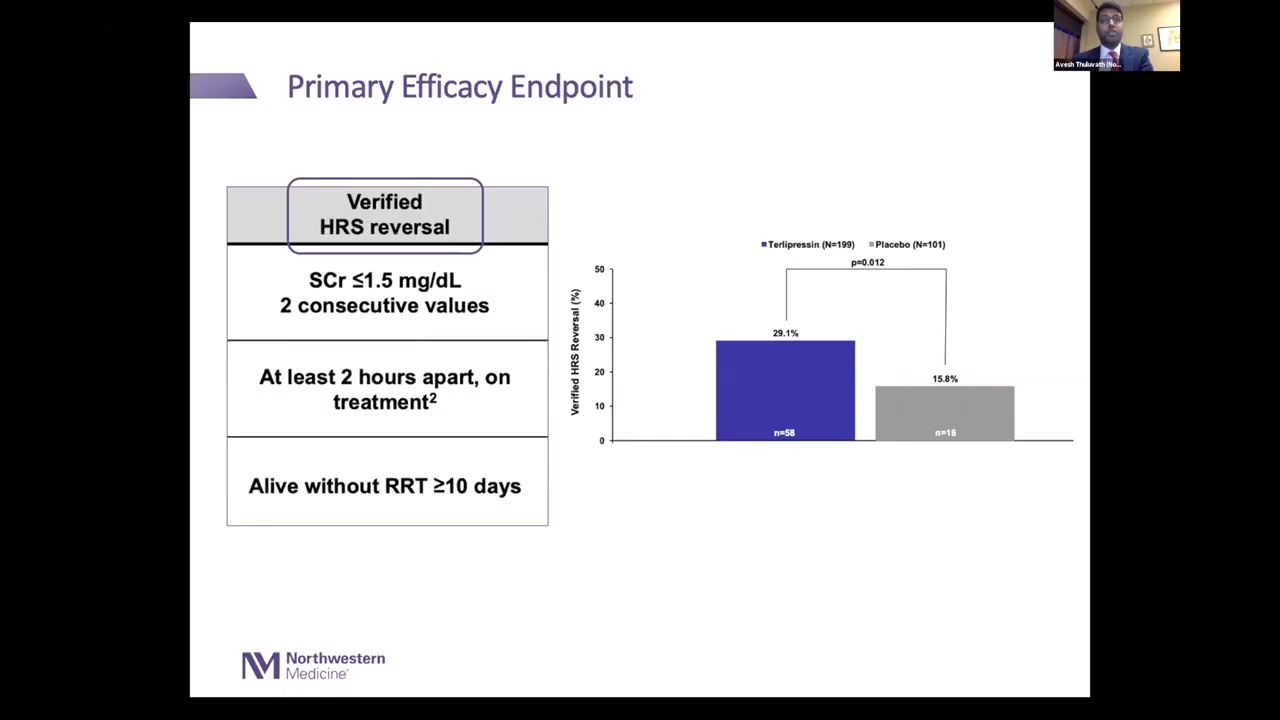 Avesh Thuluvath (No...
Primary Efficacy Endpoint
Verified
HRS reversal
SCr ≤1.5 mg/dL
2 consecutive values
At least 2 hours apart, on
treatment2
Alive without RRT ≥10 days
Terlipressin (N=199) Placebo (N=101)
p=0.012
Verified HRS Reversal (%)
50
40
30
20
10
0
29.1%
15.8%
n=58
n=16
NM Northwestern
Medicine®